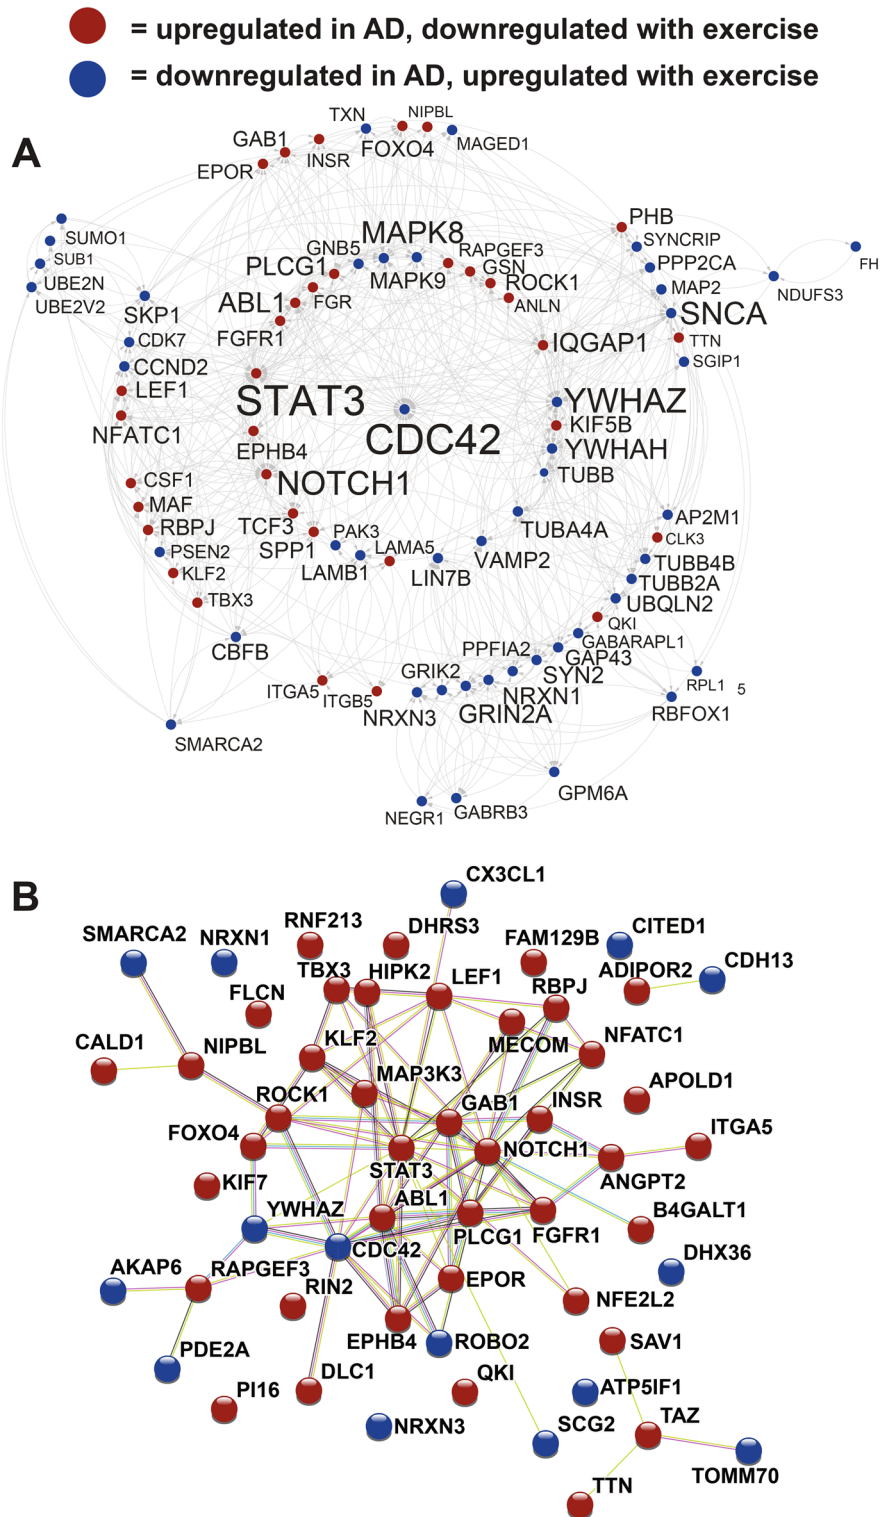 = upregulated in AD, downregulated with exercise
= downregulated in AD, upregulated with exercise
A
TXN
NIPBL
GAB1
INSR
FOXO4
MAGED1
EPOR
PHB
SUMO1
SYNCRIP
SUB1
PPP2CA
FH
UBE2N
MAP2
NDUFS3
UBE2V2
SKP1
SNCA
CDK7
TTN
CCND2
SGIP1
LEF1
NFATC1
GNB5
MAPK8
RAPGEF3
PLCG1
MAPK9
GSN
ABL1
FGR
ROCK1
ANLN
FGFR1
IQGAP1
STAT3
YWHAZ
CDC42
KIF5B
EPHB4
YWHAH
TUBB
NOTCH1
CSF1
MAF
TCF3
PAK3
TUBA4A
AP2M1
RBPJ
SPP1
LAMA5
VAMP2
CLK3
PSEN2
LAMB1
LIN7B
TUBB4B
KLF2
TUBB2A
TBX3
UBQLN2
QKI
CBFB
PPFIA2
GABARAPL1
GRIK2
GAP43
SYN2
ITGA5
ITGB5
NRXN1
RPL1 5
NRXN3
GRIN2A
RBFOX1
SMARCA2
GPM6A
NEGR1
GABRB3
B
CX3CL1
SMARCA2
NRXN1
RNF213
DHRS3
FAM129B
CITED1
TBX3
HIPK2
LEF1
RBPJ
ADIPOR2
CDH13
FLCN
CALD1
NIPBL
KLF2
MECOM
NFATC1
MAP3K3
APOLD1
ROCK1
GAB1
INSR
FOXO4
STAT3
NOTCH1
ITGA5
ANGPT2
KIF7
YWHAZ
ABL1
B4GALT1
PLCG1
FGFR1
CDC42
DHX36
AKAP6
RAPGEF3
RIN2
EPOR
NFE2L2
EPHB4
ROBO2
SAV1
PDE2A
DLC1
QKI
PI16
ATP5IF1
NRXN3
SCG2
TAZ
TOMM70
TTN